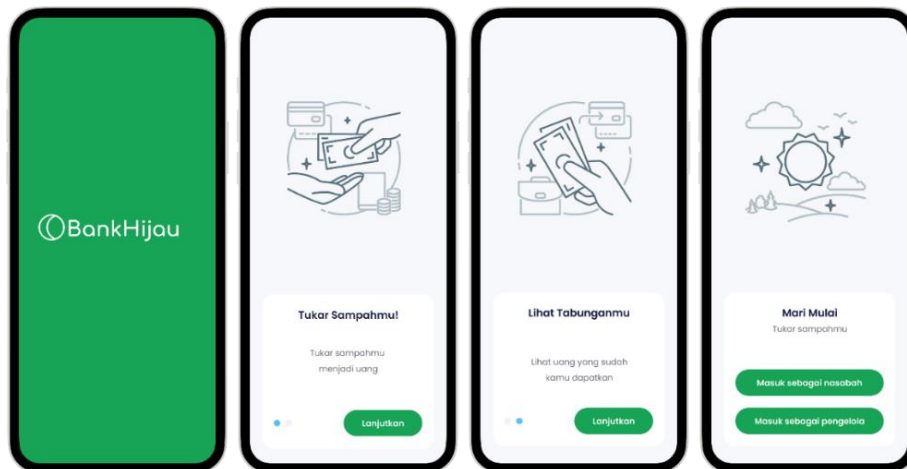 BankHijau
Tukar Sampahmu!
Tukar sampahmu
menjadi uang
Lanjutkan
Lihat Tabunganmu
Lihat uang yang sudah
kamu dapatkan
Lanjutkan
Mari Mulai
Tukar sampahmu
Masuk sebagai nasabah
Masuk sebagai pengelola